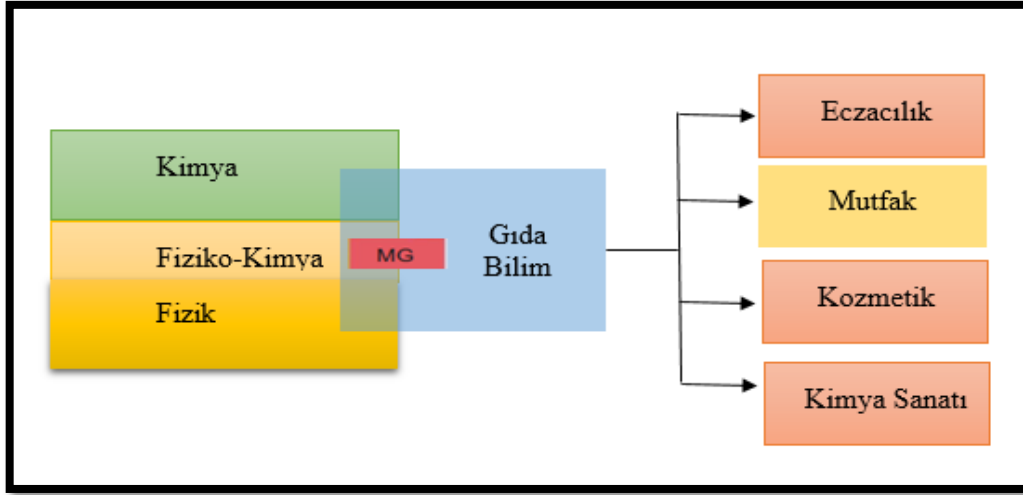 Kimya
Fiziko-Kimya
Fizik
MG
Gıda
Bilim
Eczacılık
Mutfak
Kozmetik
Kimya Sanatı